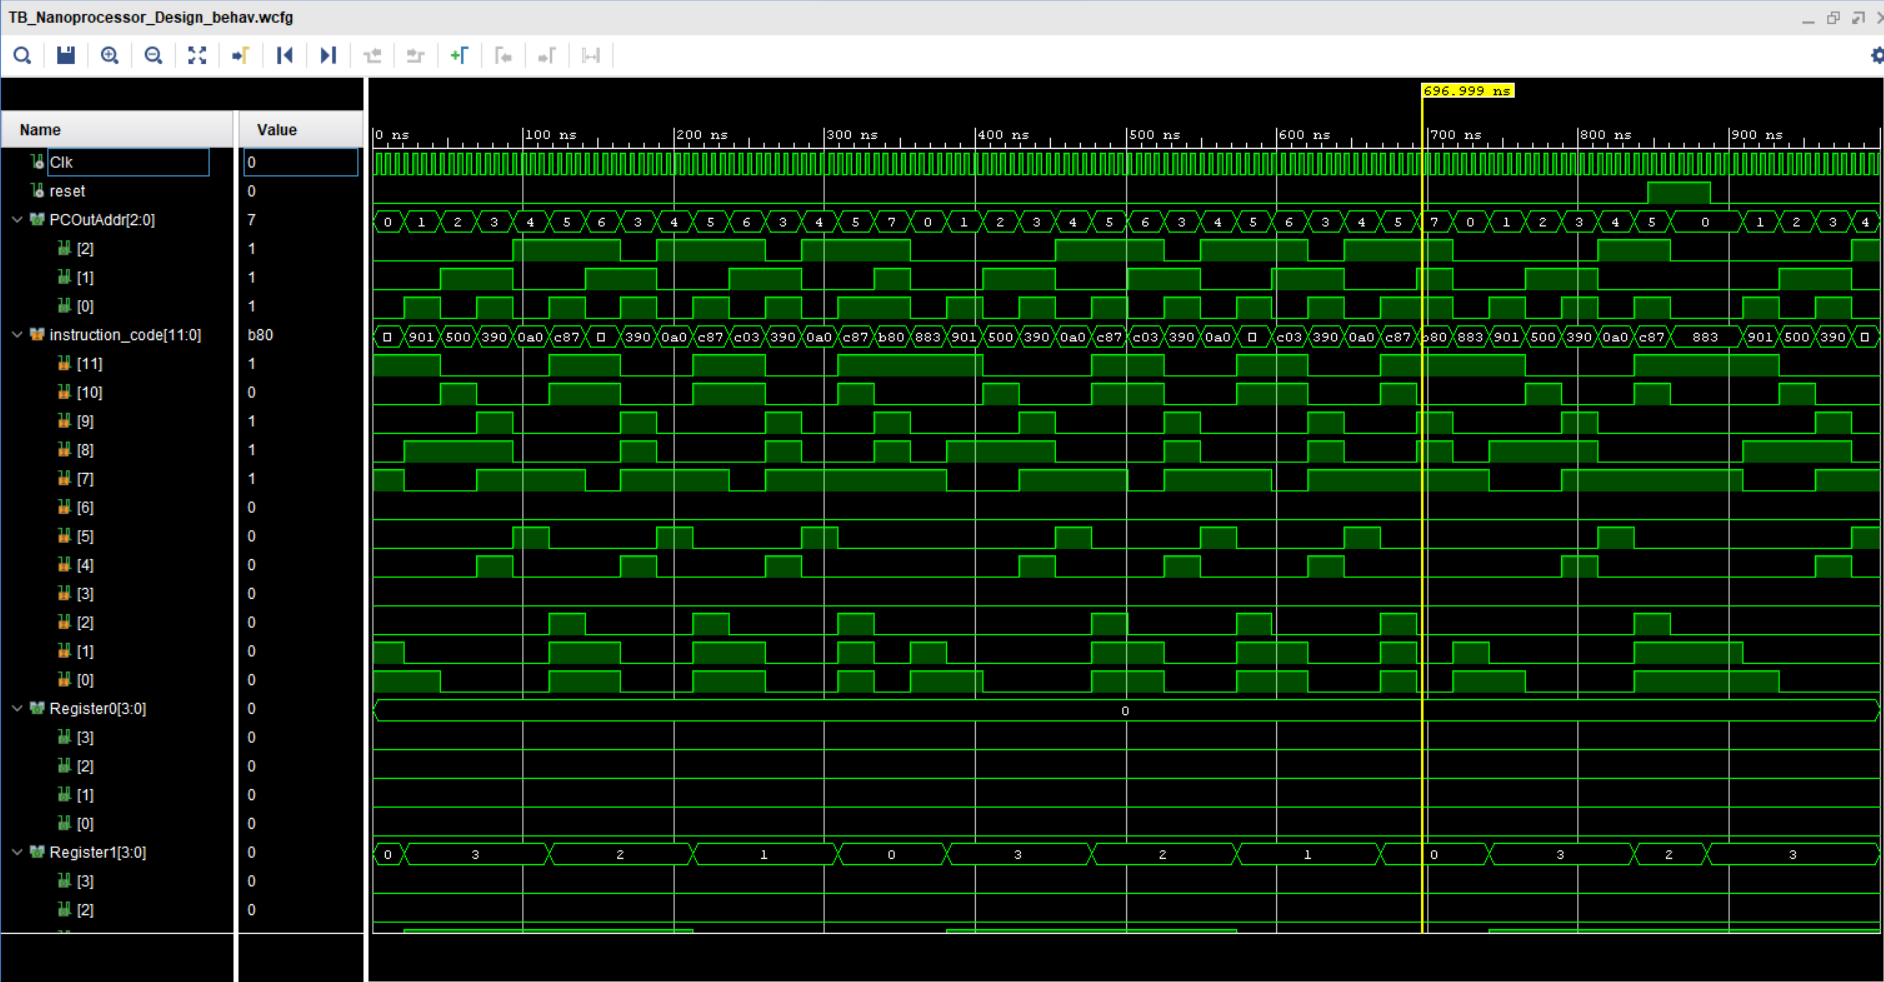 TB_Nanoprocessor_Design_behav.wcfg
696.999 ns
Name Value
0 ns 100 ns 200 ns 300 ns 400 ns 500 ns 600 ns 700 ns 800 ns 900 ns
Clk 0
reset 0
PCOutAddr[2:0] 7 0 1 2 3 4 5 6 3 4 5 6 3 4 5 7 0 1 2 3 4 5 6 3 4 5 6 3 4 5 7 0 1 2 3 4 5 0 1 2 3 4
[2] 1
[1] 1
[0] 1
instruction_code[11:0] b80 901 500 390 0a0 c87 390 0a0 c87 c03 390 0a0 c87 b80 883 901 500 390 0a0 c87 c03 390 0a0 c03 390 0a0 c87 b80 883 901 500 390 0a0 c87 883 901 500 390
[11] 1
[10] 0
[9] 1
[8] 1
[7] 1
[6] 0
[5] 0
[4] 0
[3] 0
[2] 0
[1] 0
[0] 0
Register0[3:0] 0 0
[3] 0
[2] 0
[1] 0
[0] 0
Register1[3:0] 0 0 3 2 1 0 3 2 1 0 3 2 3
[3] 0
[2] 0